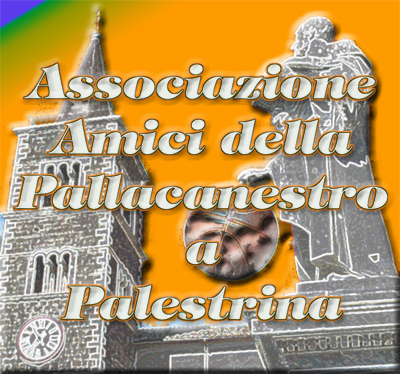 Associazione
Amici della
Pallacanestro
a
Palestrina